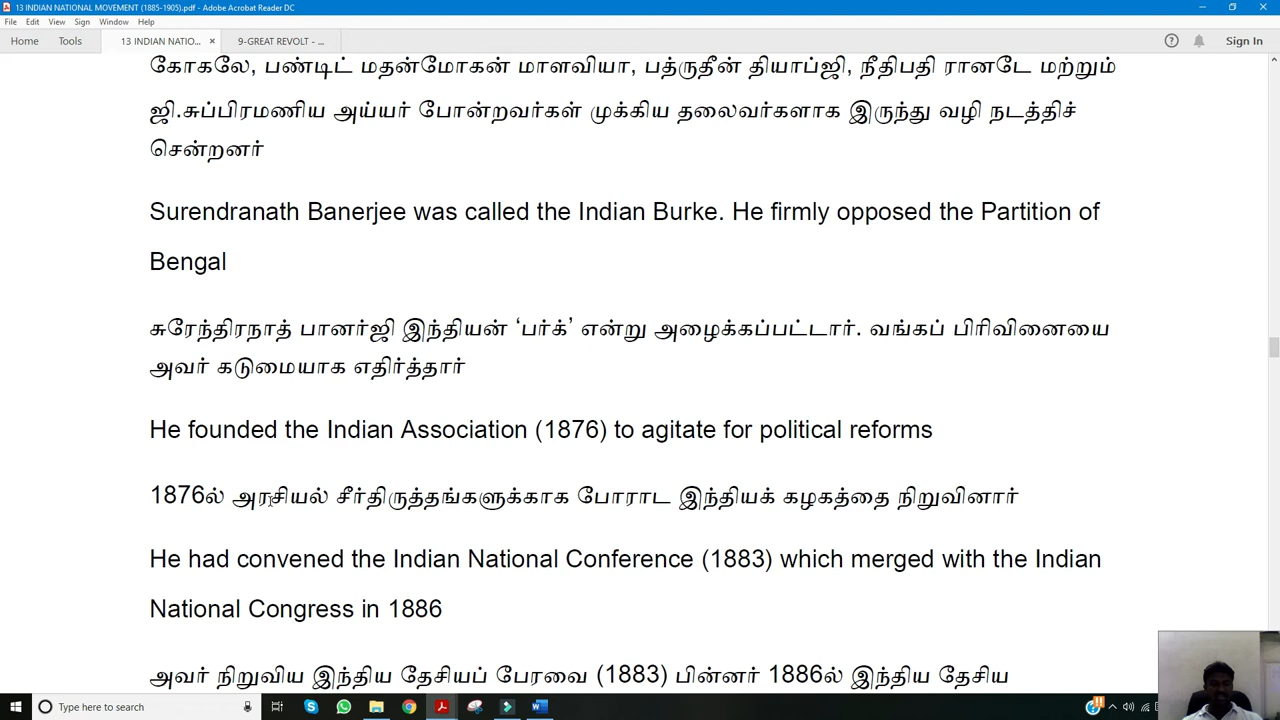 13 INDIAN NATIONAL MOVEMENT (1885-1905).pdf - Adobe Acrobat Reader DC
File Edit View Sign Window Help
Home Tools 13 INDIAN NATIO... × 9-GREAT REVOLT - ... Sign In
கோகலே, பண்டிட் மதன்மோகன் மாளவியா, பத்ருதீன் தியாப்ஜி, நீதிபதி ரானடே மற்றும்
ஜி.சுப்பிரமணிய அய்யர் போன்றவர்கள் முக்கிய தலைவர்களாக இருந்து வழி நடத்திச்
சென்றனர்
Surendranath Banerjee was called the Indian Burke. He firmly opposed the Partition of
Bengal
சுரேந்திரநாத் பானர்ஜி இந்தியன் ‘பர்க்’ என்று அழைக்கப்பட்டார். வங்கப் பிரிவினையை
அவர் கடுமையாக எதிர்த்தார்
He founded the Indian Association (1876) to agitate for political reforms
1876ல் அரசியல் சீர்திருத்தங்களுக்காக போராட இந்தியக் கழகத்தை நிறுவினார்
He had convened the Indian National Conference (1883) which merged with the Indian
National Congress in 1886
அவர் நிறுவிய இந்திய தேசியப் பேரவை (1883) பின்னர் 1886ல் இந்திய தேசிய
Type here to search